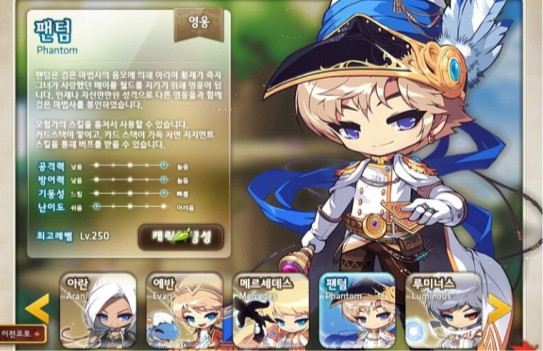 영웅
팬텀
Phantom
팬텀은 검은 마법사의 음모에 의해 아리아 황제가 죽자
그녀가 사랑했던 메이플 월드를 지키기 위해 영웅이 됩
니다. 언제나 자신만만한 성격으로 다른 영웅들과 함께
검은 마법사를 봉인하였습니다.
모험가의 스킬을 훔쳐서 사용할 수 있습니다.
카드스택이 쌓이고, 카드 스택이 가득 차면 저지먼트
스킬을 통해 버프를 받을 수 있습니다.
공격력 낮음 높음
방어력 낮음 높음
기동성 느림 빠름
난이도 쉬움 어려움
최고레벨 Lv.250
아란 에반 메르세데스 팬텀 루미너스
Aran Evan Mercedes Phantom Luminous
이전으로